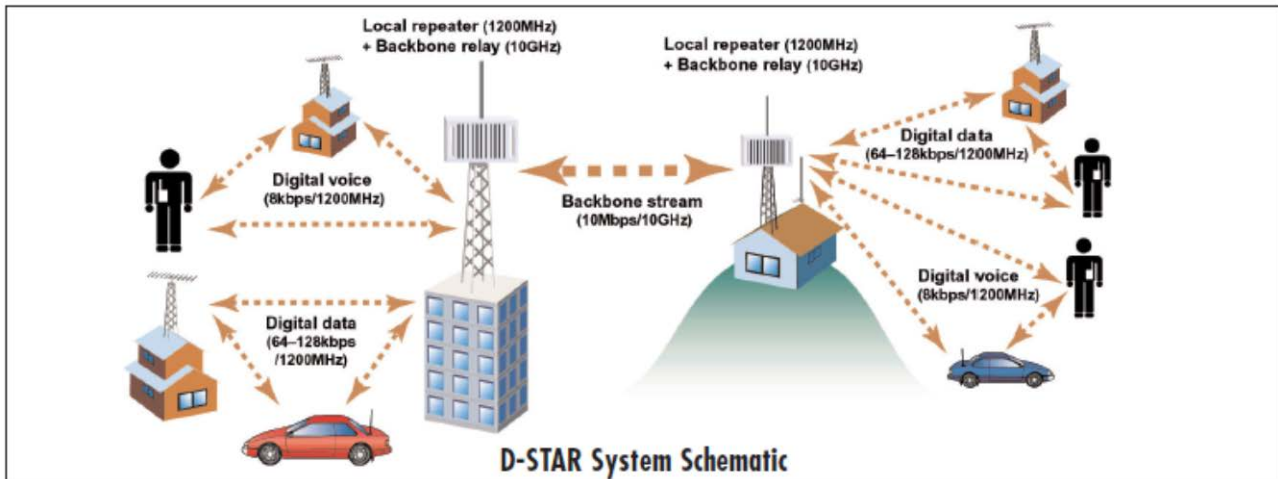 Local repeater (1200MHz)
+ Backbone relay (10GHz)
Local repeater (1200MHz)
+ Backbone relay (10GHz)
Digital voice
(8kbps/1200MHz)
Backbone stream
(10Mbps/10GHz)
Digital data
(64–128kbps/1200MHz)
Digital data
(64–128kbps
/1200MHz)
Digital voice
(8kbps/1200MHz)
D-STAR System Schematic